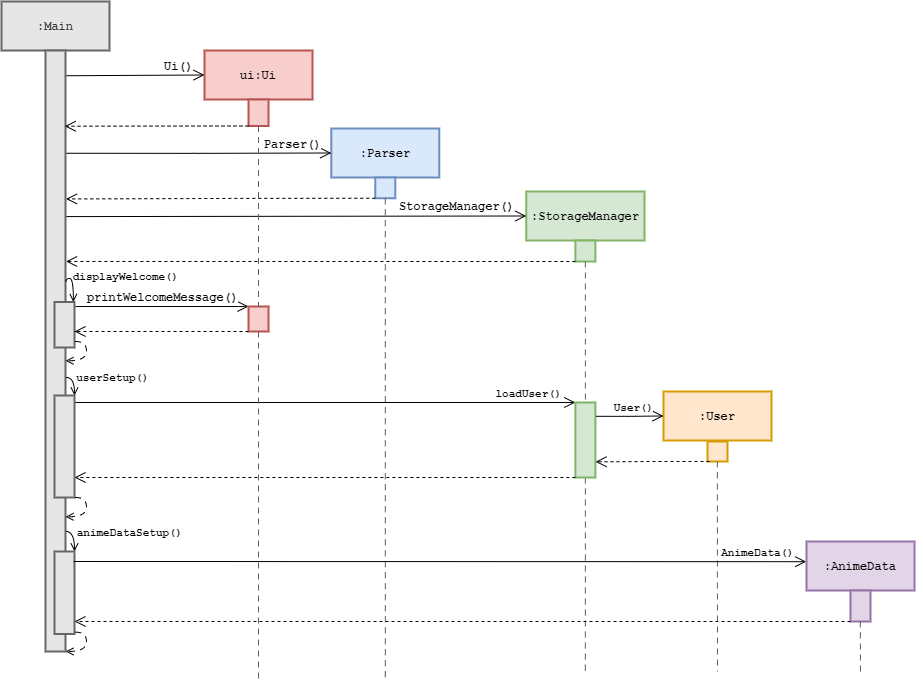 :Main
Ui()
ui:Ui
Parser()
:Parser
StorageManager()
:StorageManager
displayWelcome()
printWelcomeMessage()
userSetup()
loadUser()
User()
:User
animeDataSetup()
AnimeData()
:AnimeData